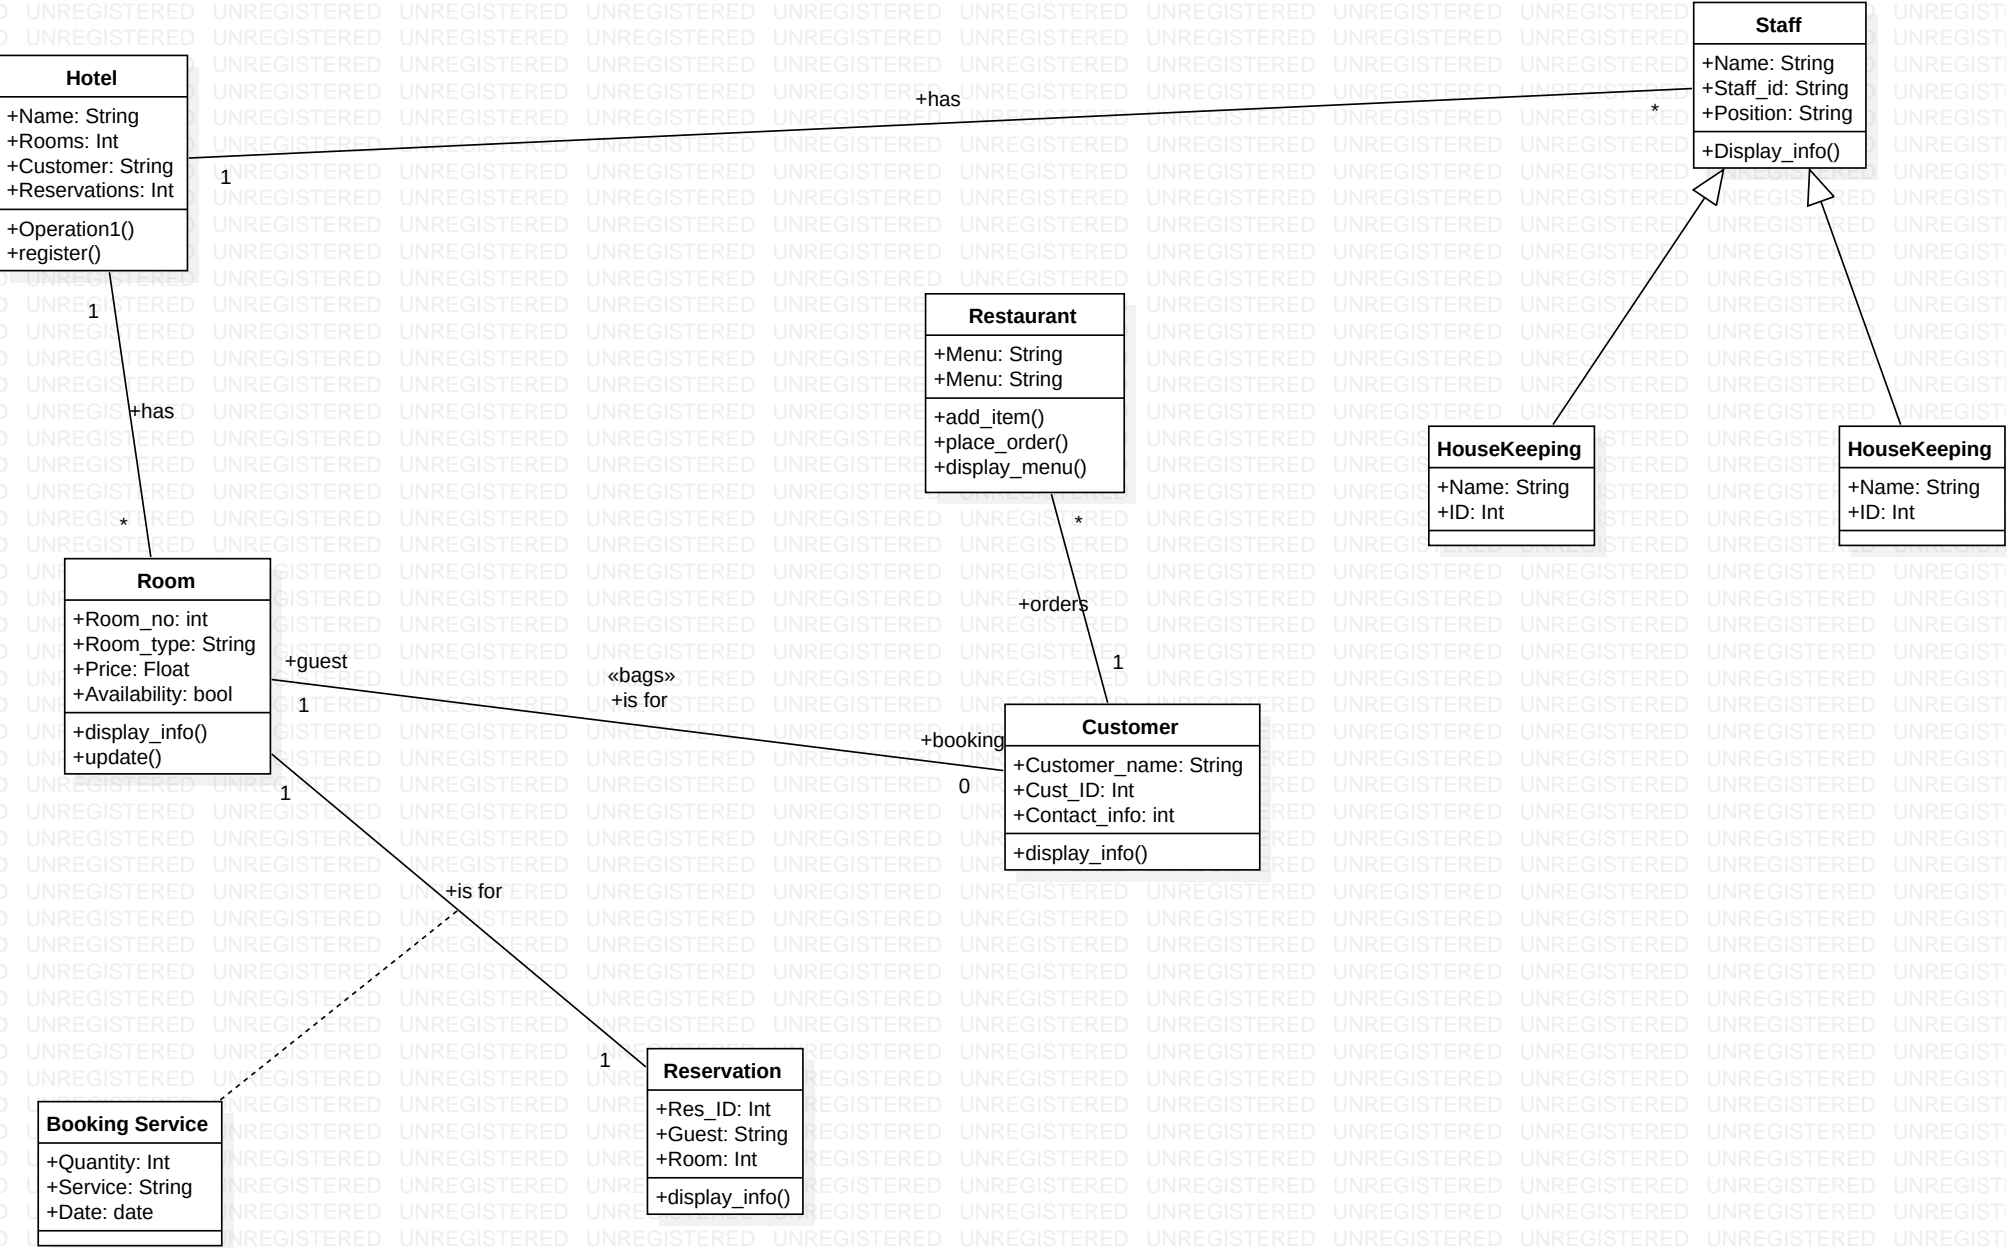 Staff
+Name: String
+Staff_id: String
+Position: String
+Display_info()
Hotel
+Name: String
+Rooms: Int
+Customer: String
+Reservations: Int
+Operation1()
+register()
+has
*
1
1
+has
*
Restaurant
+Menu: String
+Menu: String
+add_item()
+place_order()
+display_menu()
HouseKeeping
+Name: String
+ID: Int
HouseKeeping
+Name: String
+ID: Int
*
+orders
1
Room
+Room_no: int
+Room_type: String
+Price: Float
+Availability: bool
+display_info()
+update()
+guest
1
«bags»
+is for
+booking
0
Customer
+Customer_name: String
+Cust_ID: Int
+Contact_info: int
+display_info()
1
+is for
1
Reservation
+Res_ID: Int
+Guest: String
+Room: Int
+display_info()
Booking Service
+Quantity: Int
+Service: String
+Date: date
UNREGISTERED